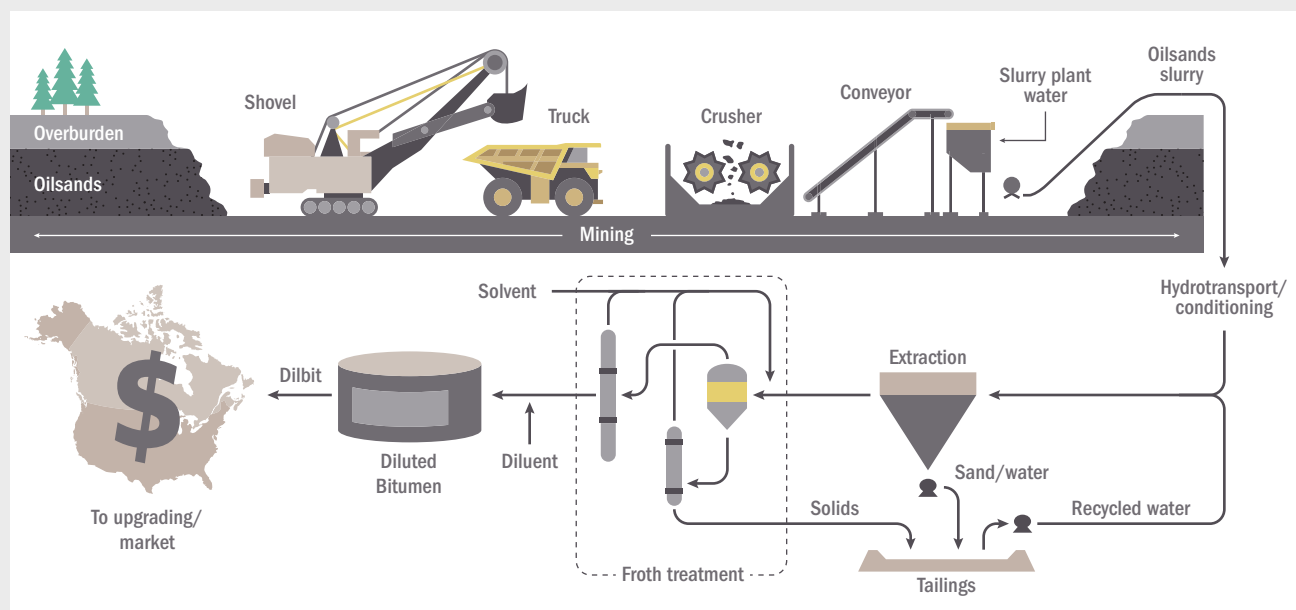 Oilsands
slurry
Slurry plant
water
Conveyor
Shovel
Truck
Crusher
Overburden
Oilsands
Mining
Hydrotransport/
conditioning
Solvent
Extraction
Dilbit
$
Diluted
Bitumen
Diluent
Sand/water
Solids
Recycled water
To upgrading/
market
Froth treatment
Tailings